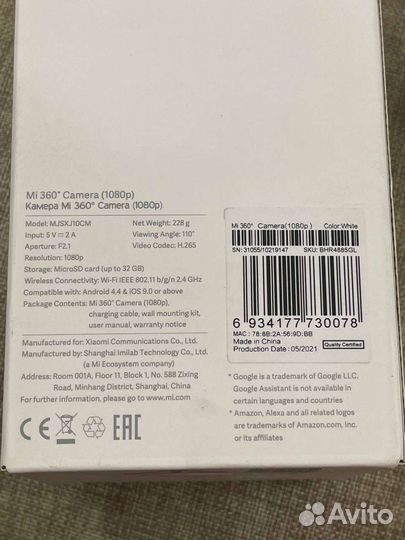 Mi 360° Camera (1080p)
Камера Mi 360° Camera (1080p)
Model: MJSXJ10CM Net Weight: 228 g
Input: 5 V ⎓ 2 A Viewing Angle: 110°
Aperture: F2.1 Video Codec: H.265
Resolution: 1080p
Storage: MicroSD card (up to 32 GB)
Wireless Connectivity: Wi-Fi IEEE 802.11 b/g/n 2.4 GHz
Compatible with: Android 4.4 & iOS 9.0 or above
Package Contents: Mi 360° Camera (1080p),
charging cable, wall mounting kit,
user manual, warranty notice
Manufactured for: Xiaomi Communications Co., Ltd.
Manufactured by: Shanghai Imilab Technology Co., Ltd.
(a Mi Ecosystem company)
Address: Room 001A, Floor 11, Block 1, No. 588 Zixing
Road, Minhang District, Shanghai, China
For further information, please go to www.mi.com
CE EAC
Mi 360° Camera(1080p) Color:White
SN: 31055/10219147 SKU: BHR4885GL
6 934177 730078
MAC : 78:8B:2A:56:9D:BB
Made in China
Production Date : 05/2021 Quality Certified
* Google is a trademark of Google LLC.
Google Assistant is not available in
certain languages and countries
* Amazon, Alexa and all related logos
are trademarks of Amazon.com, Inc.
or its affiliates
Avito